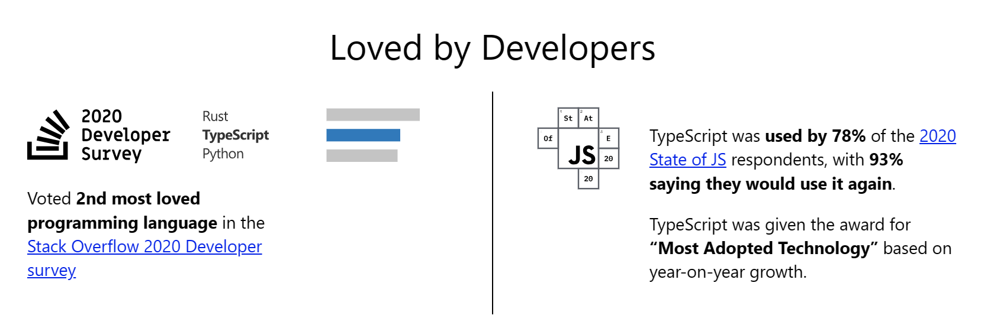 Loved by Developers
2020
Developer
Survey
Rust
TypeScript
Python
Voted 2nd most loved
programming language in the
Stack Overflow 2020 Developer
survey
1 2
St At
3
Of E
JS 20
20
TypeScript was used by 78% of the 2020
State of JS respondents, with 93%
saying they would use it again.
TypeScript was given the award for
“Most Adopted Technology” based on
year-on-year growth.